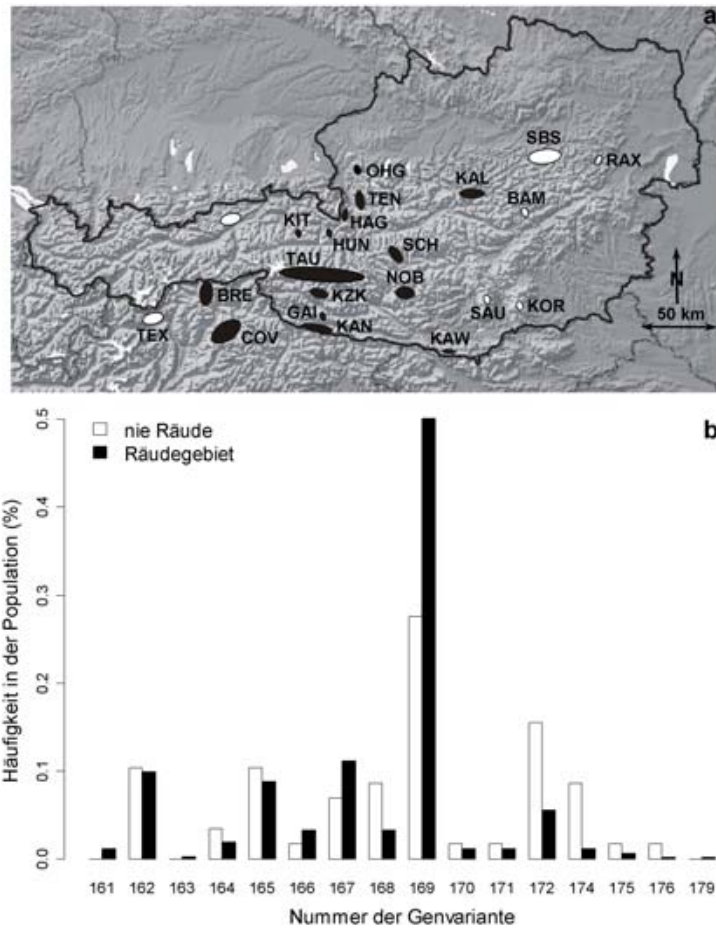 a
SBS
RAX
OHG
KAL
TEN
BAM
HAG
KIT
HUN
SCH
TAU
NOB
N
BRE
KZK
GAI
SAU
KOR
50 km
TEX
COV
KAN
KAW
b
nie Räude
Räudegebiet
Häufigkeit in der Population (%)
0.5
0.4
0.3
0.2
0.1
0.0
161 162 163 164 165 166 167 168 169 170 171 172 174 175 176 179
Nummer der Genvariante